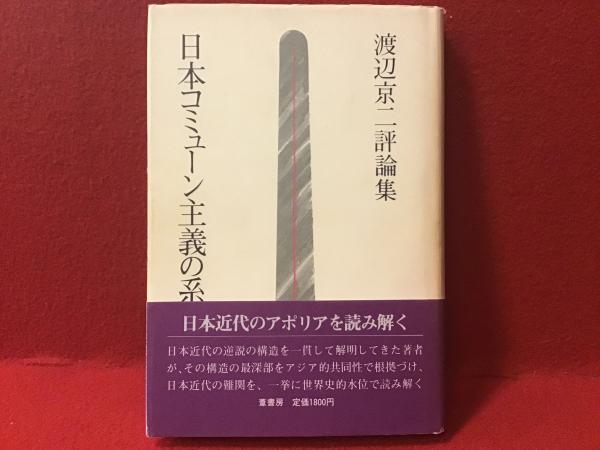 渡辺京二評論集
日本コミューン主義の系
日本近代のアポリアを読み解く
日本近代の逆説の構造を一貫して解明してきた著者
が、その構造の最深部をアジア的共同性で根拠づけ、
日本近代の難関を、一挙に世界史的水位で読み解く
葦書房 定価1800円